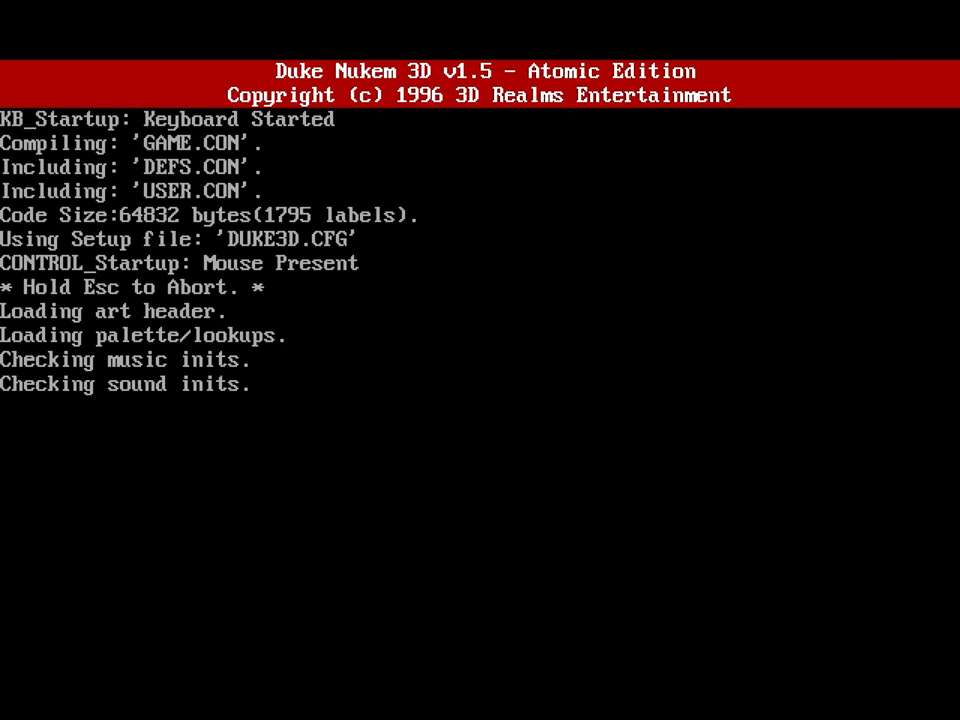 Duke Nukem 3D v1.5 - Atomic Edition
Copyright (c) 1996 3D Realms Entertainment
KB_Startup: Keyboard Started
Compiling: 'GAME.CON'.
Including: 'DEFS.CON'.
Including: 'USER.CON'.
Code Size:64832 bytes(1795 labels).
Using Setup file: 'DUKE3D.CFG'
CONTROL_Startup: Mouse Present
* Hold Esc to Abort. *
Loading art header.
Loading palette/lookups.
Checking music inits.
Checking sound inits.